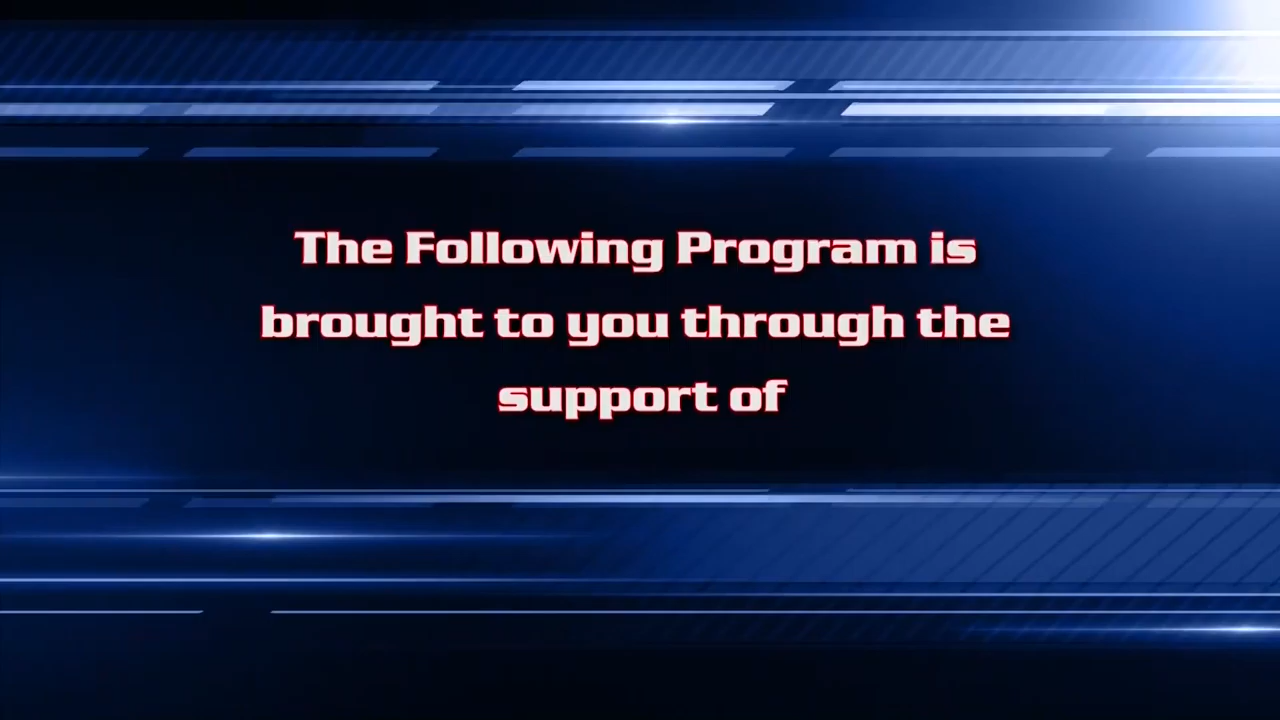 The Following Program is
brought to you through the
support of